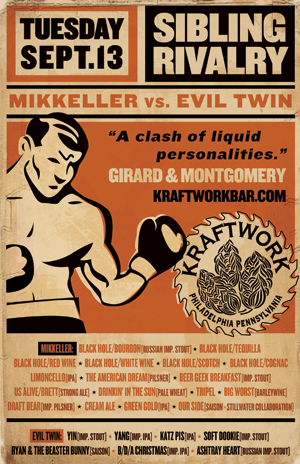 TUESDAY
SEPT.13
SIBLING
RIVALRY
MIKKELLER vs. EVIL TWIN
"A clash of liquid
personalities."
GIRARD & MONTGOMERY
KRAFTWORKBAR.COM
KRAFTWORK
PHILADELPHIA PENNSYLVANIA
MIKKELLER: BLACK HOLE/BOURBON[RUSSIAN IMP. STOUT] • BLACK HOLE/TEQUILLA
BLACK HOLE/RED WINE • BLACK HOLE/WHITE WINE • BLACK HOLE/SCOTCH • BLACK HOLE/COGNAC
LIMONCELLO[IPA] • THE AMERICAN DREAM[PILSNER] • BEER GEEK BREAKFAST[IMP. STOUT]
US ALIVE/BRETT[STRONG ALE] • DRINKIN' IN THE SUN[PALE WHEAT] • TRIPEL • BIG WORST[BARLEYWINE]
DRAFT BEAR[IMP. PILSENER] • CREAM ALE • GREEN GOLD[IPA] • OUR SIDE[SAISON - STILLWATER COLLABORATION]
EVIL TWIN: YIN[IMP. STOUT] • YANG[IMP. IPA] • KATZ PIS[IPA] • SOFT DOOKIE[IMP. STOUT]
RYAN & THE BEASTER BUNNY[SAISON] • B/D/A CHRISTMAS[IMP. IPA] • ASHTRAY HEART[RUSSIAN IMP. STOUT]